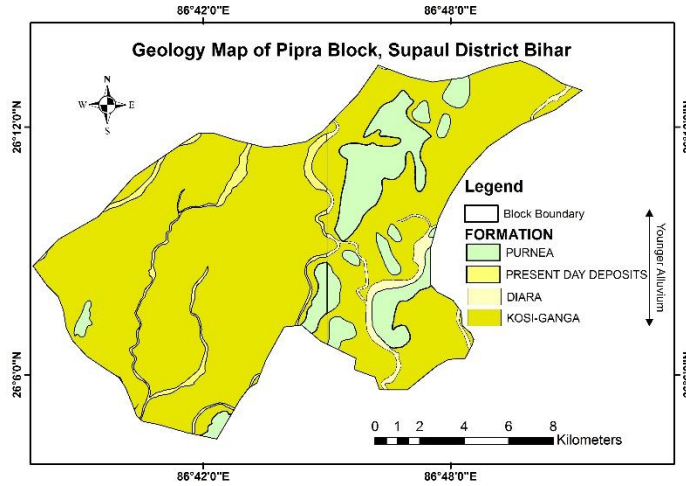 86°42'0"E 86°48'0"E
Geology Map of Pipra Block, Supaul District Bihar
N
W E
S
26°12'0"N
Legend
Block Boundary
FORMATION
PURNEA
PRESENT DAY DEPOSITS
DIARA
KOSI-GANGA
Younger Alluvium
26°6'0"N
0 1 2 4 6 8
Kilometers
86°42'0"E 86°48'0"E